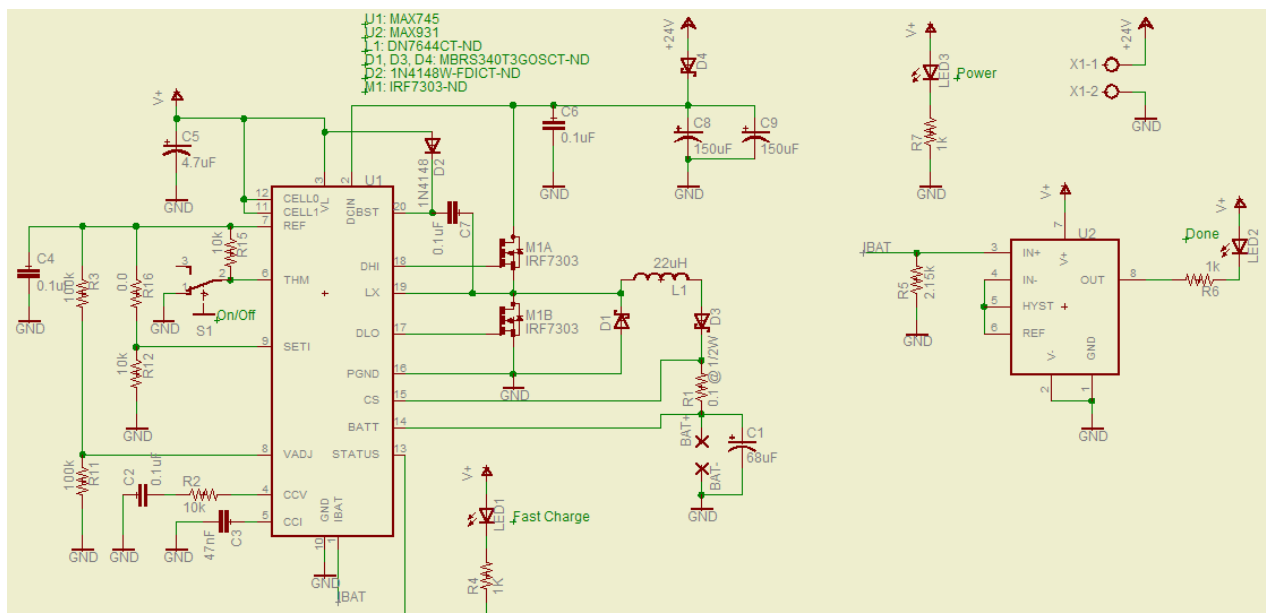 U1: MAX745
U2: MAX931
L1: DN7644CT-ND
D1, D3, D4: MBRS340T3GOSCT-ND
D2: 1N4148W-FDICT-ND
M1: IRF7303-ND
V+
C5
4.7uF
GND
+24V
D4
C6
0.1uF
GND
C8
150uF
C9
150uF
GND
V+
LED3
Power
R7
1k
GND
+24V
X1-1
X1-2
GND
U1
3
VL
2
DCIN
12
CELL0
11
CELL1
7
REF
6
THM
9
SETI
8
VADJ
4
CCV
5
CCI
BST
20
DHI
18
LX
19
DLO
17
PGND
16
CS
15
BATT
14
STATUS
13
GND
10
IBAT
1
GND
IBAT
1N4148
D2
0.1uF
C7
M1A
IRF7303
M1B
IRF7303
GND
22uH
L1
D1
D3
R1
0.1 @ 1/2W
BAT+
BAT-
C1
68uF
GND
C4
0.1uF
GND
100k
R3
0.0
R16
10k
R15
3
2
1
GND
S1
On/Off
10k
R12
GND
100k
R11
GND
C2
0.1uF
GND
R2
10k
GND
47nF
C3
V+
LED1
Fast Charge
R4
1K
IBAT
R5
2.15k
GND
V+
7
U2
3
IN+
4
IN-
5
HYST
6
REF
V+
OUT
8
V-
2
GND
1
GND
1k
R6
V+
LED2
Done